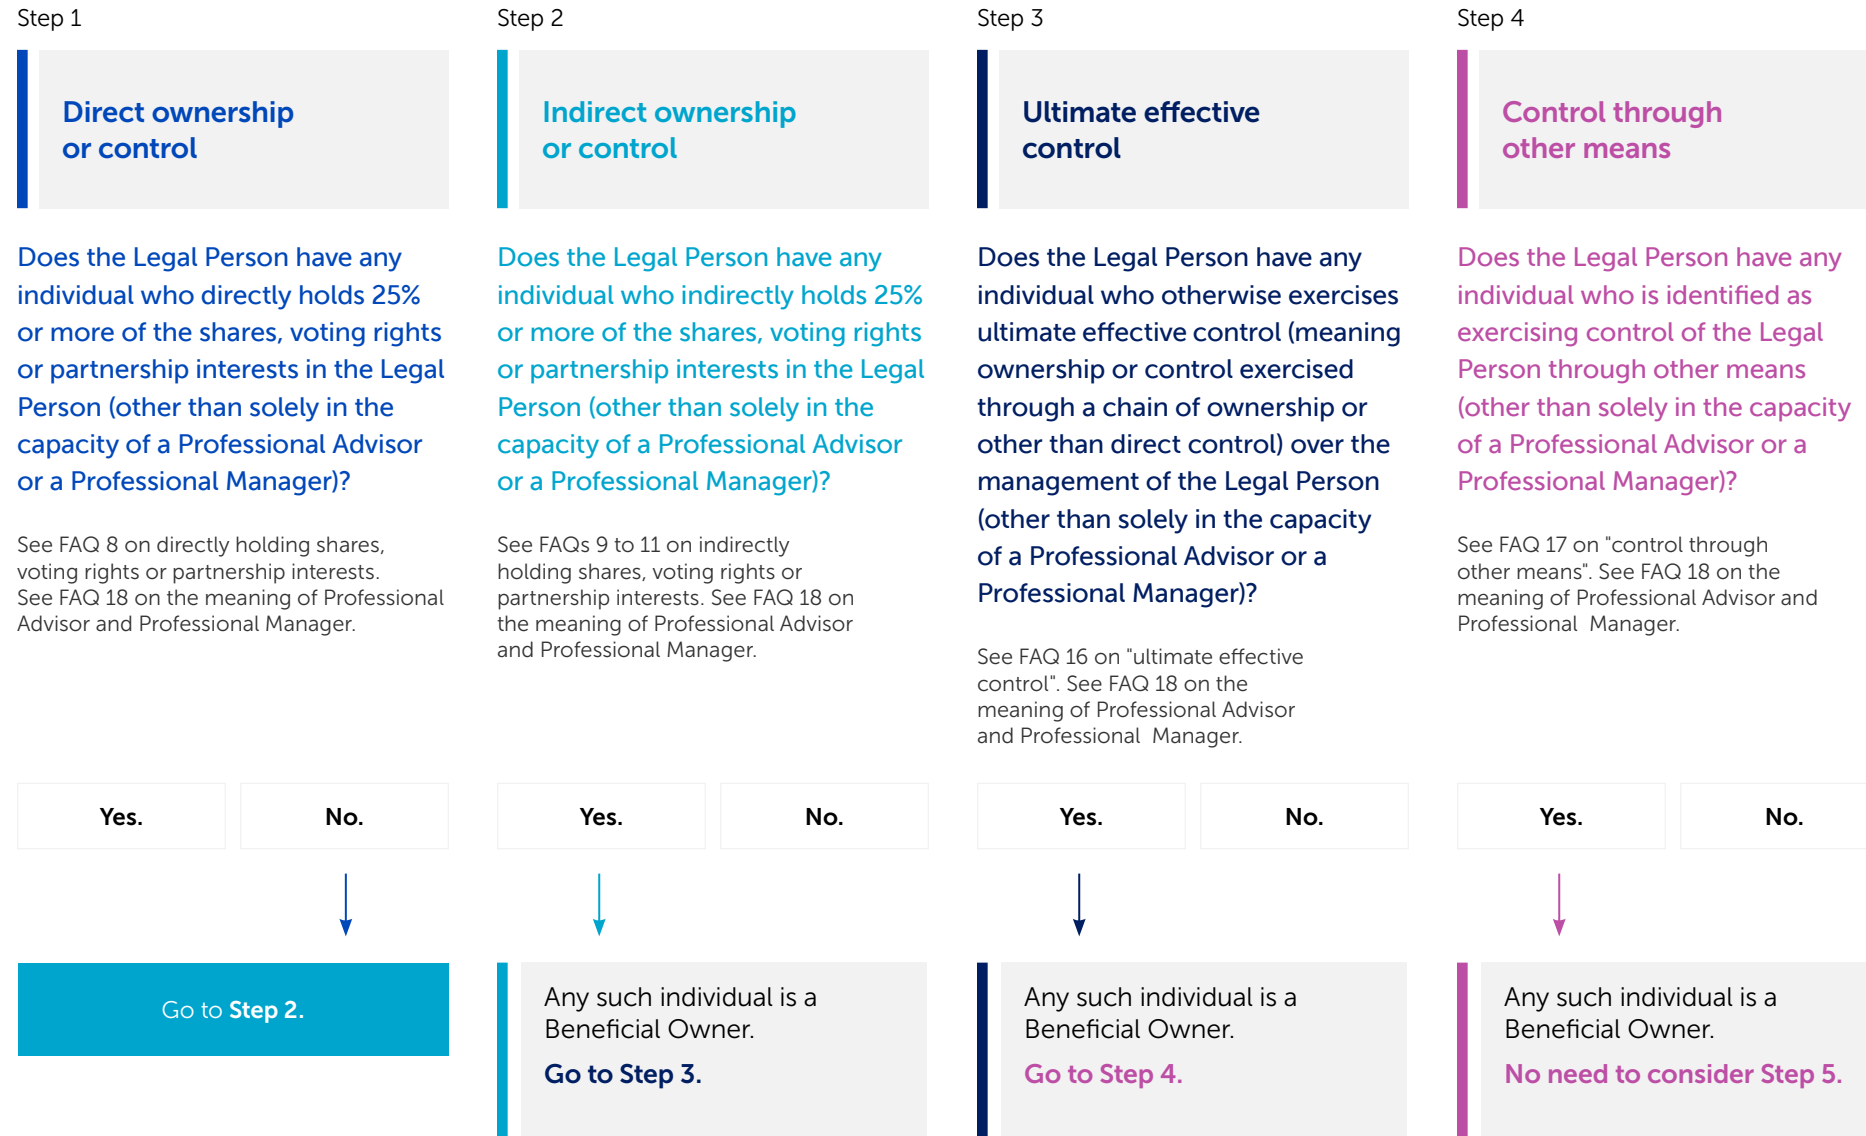 Step 1
Direct ownership
or control
Does the Legal Person have any
individual who directly holds 25%
or more of the shares, voting rights
or partnership interests in the Legal
Person (other than solely in the
capacity of a Professional Advisor
or a Professional Manager)?
See FAQ 8 on directly holding shares,
voting rights or partnership interests.
See FAQ 18 on the meaning of Professional
Advisor and Professional Manager.
Yes.
No.
Go to Step 2.
Step 2
Indirect ownership
or control
Does the Legal Person have any
individual who indirectly holds 25%
or more of the shares, voting rights
or partnership interests in the Legal
Person (other than solely in the
capacity of a Professional Advisor
or a Professional Manager)?
See FAQs 9 to 11 on indirectly
holding shares, voting rights or
partnership interests. See FAQ 18 on
the meaning of Professional Advisor
and Professional Manager.
Yes.
No.
Any such individual is a
Beneficial Owner.
Go to Step 3.
Step 3
Ultimate effective
control
Does the Legal Person have any
individual who otherwise exercises
ultimate effective control (meaning
ownership or control exercised
through a chain of ownership or
other than direct control) over the
management of the Legal Person
(other than solely in the capacity
of a Professional Advisor or a
Professional Manager)?
See FAQ 16 on "ultimate effective
control". See FAQ 18 on the
meaning of Professional Advisor
and Professional Manager.
Yes.
No.
Any such individual is a
Beneficial Owner.
Go to Step 4.
Step 4
Control through
other means
Does the Legal Person have any
individual who is identified as
exercising control of the Legal
Person through other means
(other than solely in the capacity
of a Professional Advisor or a
Professional Manager)?
See FAQ 17 on "control through
other means". See FAQ 18 on the
meaning of Professional Advisor and
Professional Manager.
Yes.
No.
Any such individual is a
Beneficial Owner.
No need to consider Step 5.